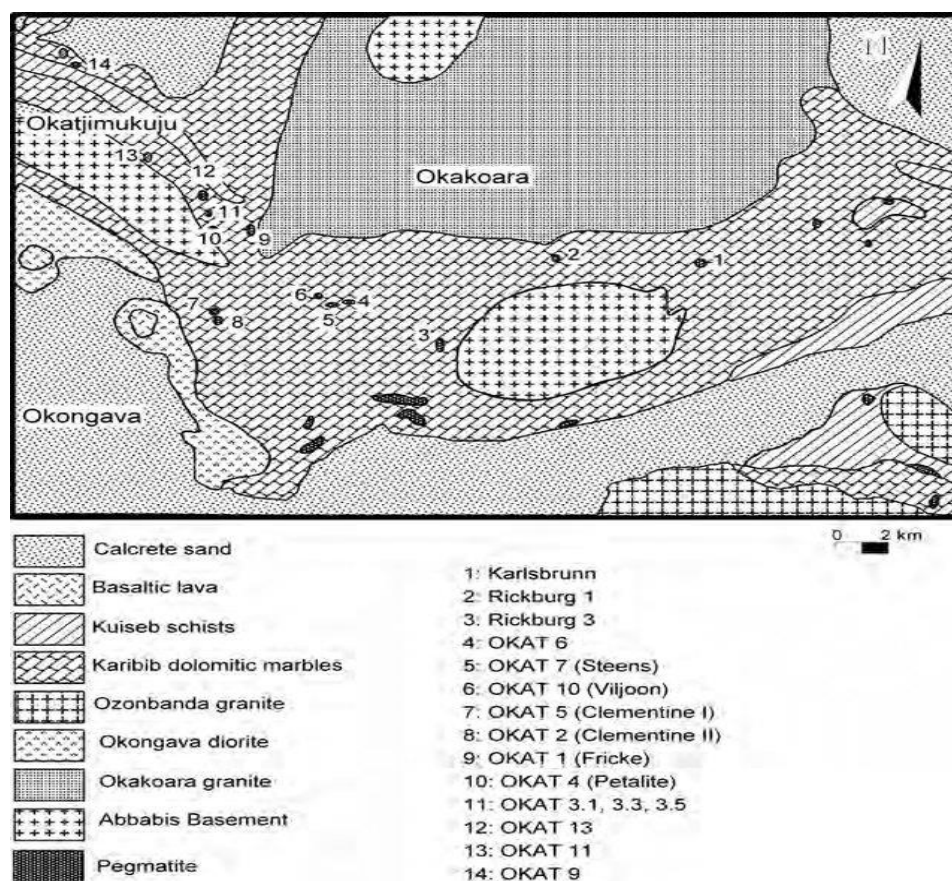 14
Okatjimukuju
13
12
11
10
9
Okakoara
2
1
6
4
5
7
8
3
Okongava
0 2 km
Calcrete sand
Basaltic lava
Kuiseb schists
Karibib dolomitic marbles
Ozonbanda granite
Okongava diorite
Okakoara granite
Abbabis Basement
Pegmatite
1: Karlsbrunn
2: Rickburg 1
3: Rickburg 3
4: OKAT 6
5: OKAT 7 (Steens)
6: OKAT 10 (Viljoon)
7: OKAT 5 (Clementine I)
8: OKAT 2 (Clementine II)
9: OKAT 1 (Fricke)
10: OKAT 4 (Petalite)
11: OKAT 3.1, 3.3, 3.5
12: OKAT 13
13: OKAT 11
14: OKAT 9